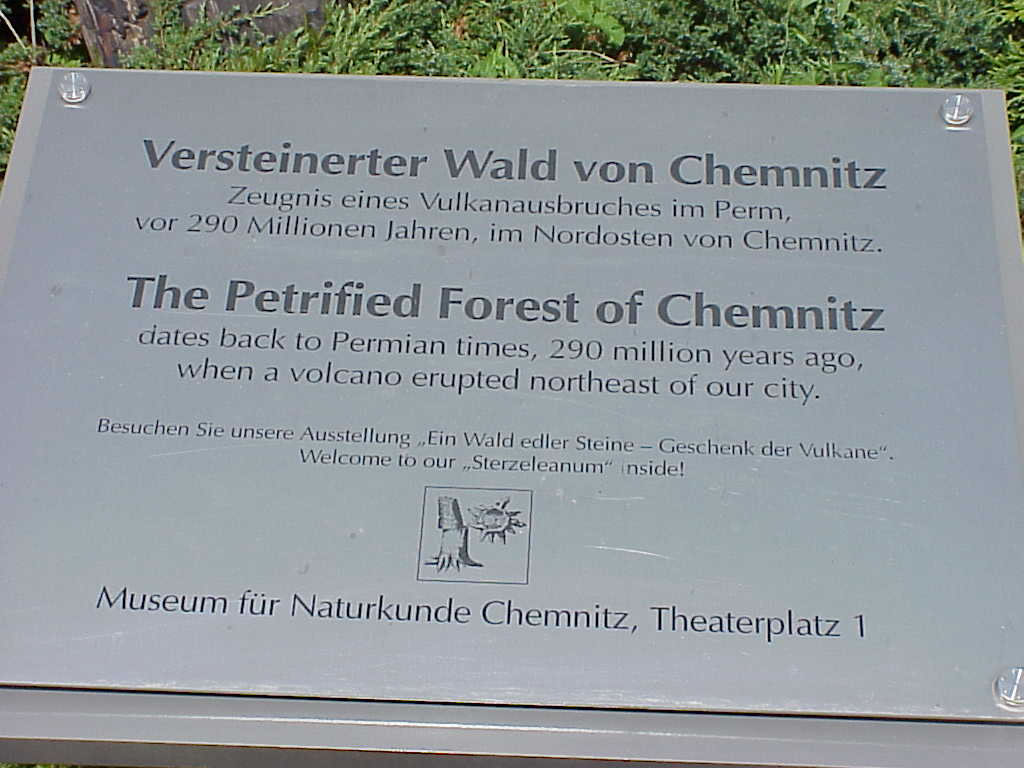 Versteinerter Wald von Chemnitz
Zeugnis eines Vulkanausbruches im Perm,
vor 290 Millionen Jahren, im Nordosten von Chemnitz.
The Petrified Forest of Chemnitz
dates back to Permian times, 290 million years ago,
when a volcano erupted northeast of our city.
Besuchen Sie unsere Ausstellung „Ein Wald edler Steine – Geschenk der Vulkane“.
Welcome to our „Sterzeleanum“ inside!
Museum für Naturkunde Chemnitz, Theaterplatz 1